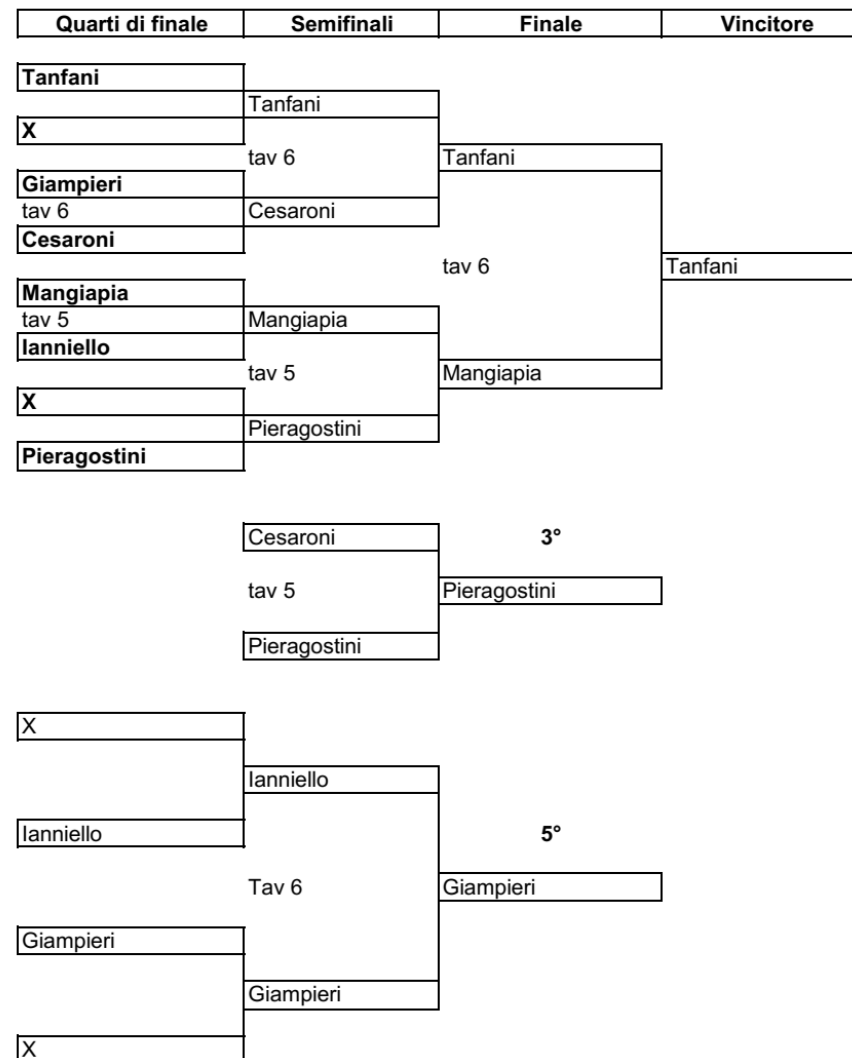 Quarti di finale Semifinali Finale Vincitore
Tanfani
Tanfani
X
tav 6 Tanfani
Giampieri
tav 6 Cesaroni
Cesaroni
tav 6 Tanfani
Mangiapia
tav 5 Mangiapia
Ianniello
tav 5 Mangiapia
X
Pieragostini
Pieragostini
Cesaroni 3°
tav 5 Pieragostini
Pieragostini
X
Ianniello
Ianniello 5°
Tav 6 Giampieri
Giampieri
Giampieri
X